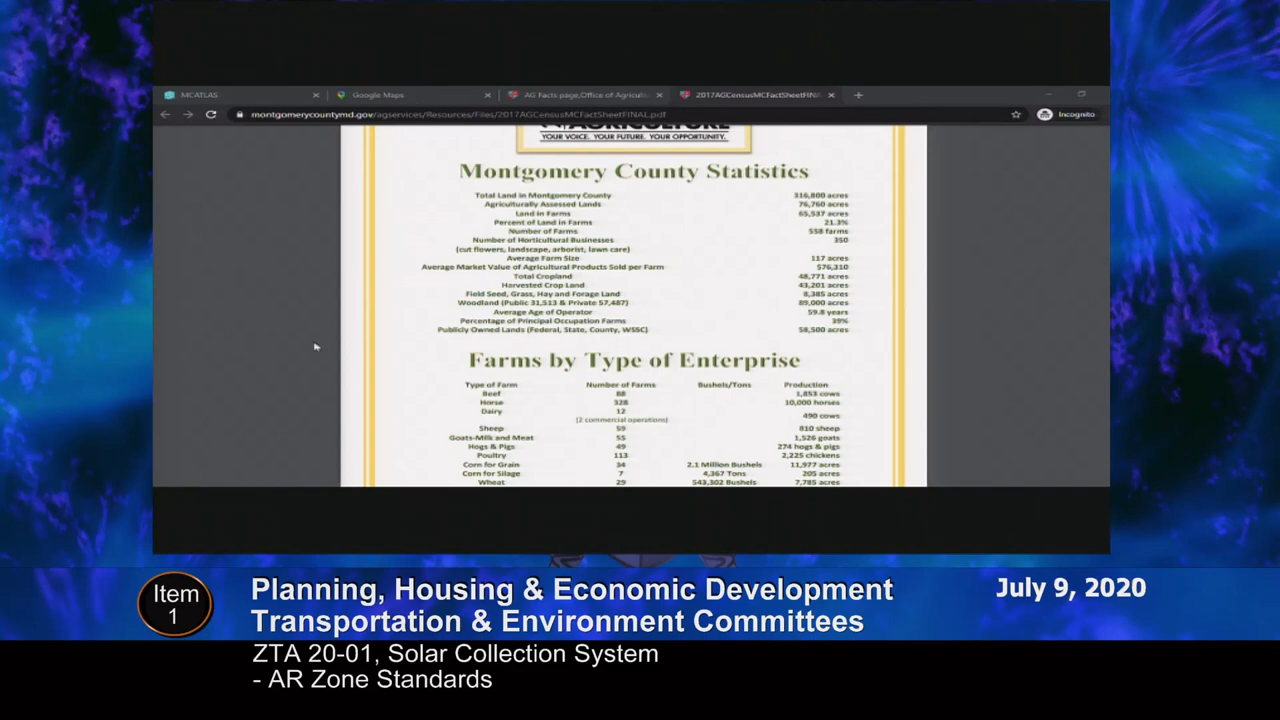 MCATLAS
Google Maps
AG Facts page,Office of Agricult
2017AGCensusMCFactSheetFINAL
montgomerycountymd.gov/agservices/Resources/Files/2017AGCensusMCFactSheetFINAL.pdf
Incognito
AGRICULTURE
YOUR VOICE. YOUR FUTURE. YOUR OPPORTUNITY.
Montgomery County Statistics
Total Land in Montgomery County 316,800 acres
Agriculturally Assessed Lands 76,760 acres
Land in Farms 65,537 acres
Percent of Land in Farms 21.3%
Number of Farms 558 farms
Number of Horticultural Businesses 350
(cut flowers, landscape, arborist, lawn care)
Average Farm Size 117 acres
Average Market Value of Agricultural Products Sold per Farm $76,310
Total Cropland 48,771 acres
Harvested Crop Land 43,201 acres
Field Seed, Grass, Hay and Forage Land 8,385 acres
Woodland (Public 31,513 & Private 57,487) 89,000 acres
Average Age of Operator 59.8 years
Percentage of Principal Occupation Farms 39%
Publicly Owned Lands (Federal, State, County, WSSC) 58,500 acres
Farms by Type of Enterprise
Type of Farm Number of Farms Bushels/Tons Production
Beef 88 1,853 cows
Horse 328 10,000 horses
Dairy 12 490 cows
(2 commercial operations)
Sheep 59 810 sheep
Goats-Milk and Meat 55 1,526 goats
Hogs & Pigs 49 274 hogs & pigs
Poultry 113 2,225 chickens
Corn for Grain 34 2.1 Million Bushels 11,977 acres
Corn for Silage 7 4,367 Tons 205 acres
Wheat 29 543,302 Bushels 7,785 acres
Item
1
Planning, Housing & Economic Development
Transportation & Environment Committees
July 9, 2020
ZTA 20-01, Solar Collection System
- AR Zone Standards